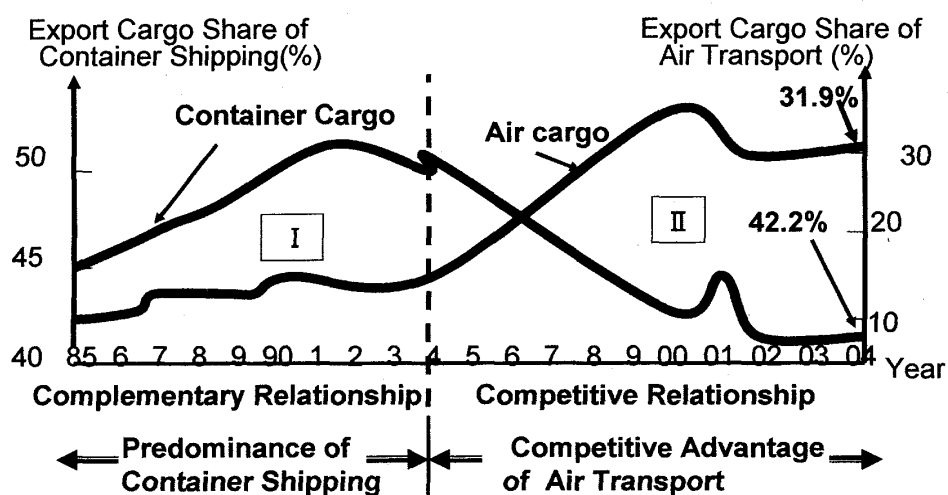 Export Cargo Share of
Container Shipping(%)
Export Cargo Share of
Air Transport (%)
31.9%
Container Cargo
Air cargo
50
30
I
II
42.2%
20
45
10
40
85 6 7 8 9 90 1 2 3 4 5 6 7 8 9 00 01 02 03 04
Year
Complementary Relationship
Competitive Relationship
Predominance of
Container Shipping
Competitive Advantage
of Air Transport